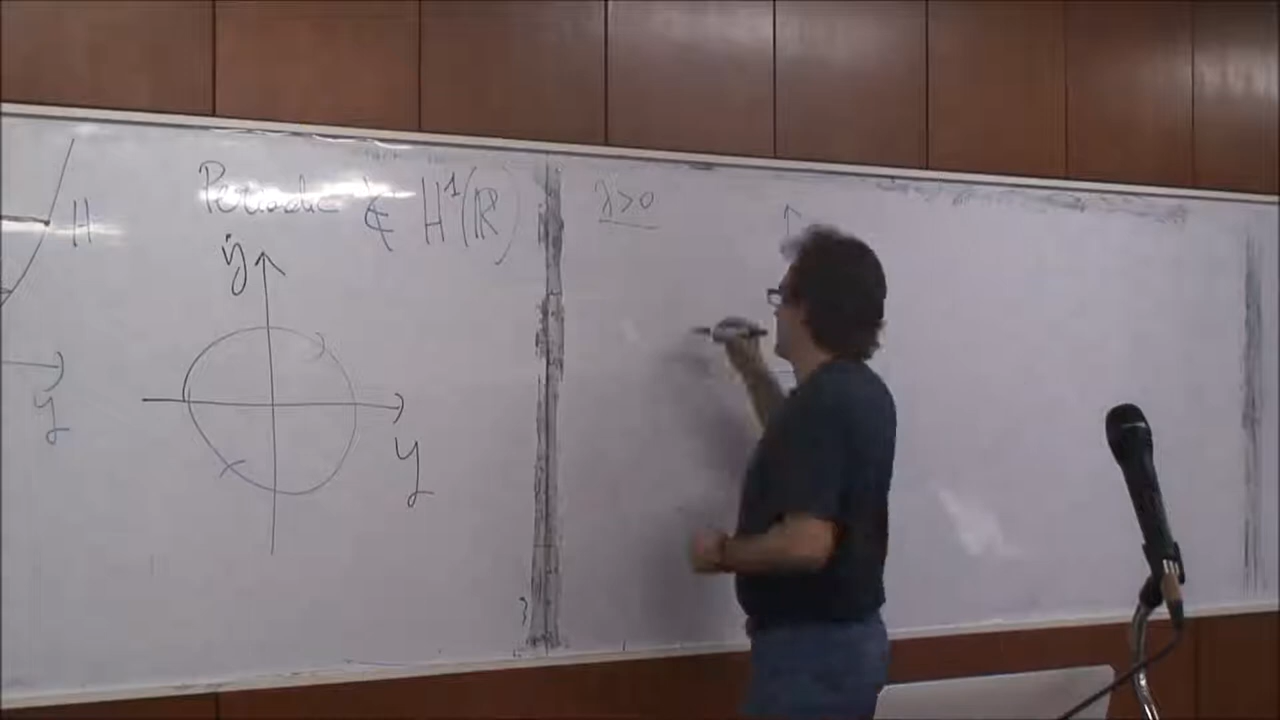 H
y
Periodic ∉ H¹(ℝ)
ẏ
y
λ>0